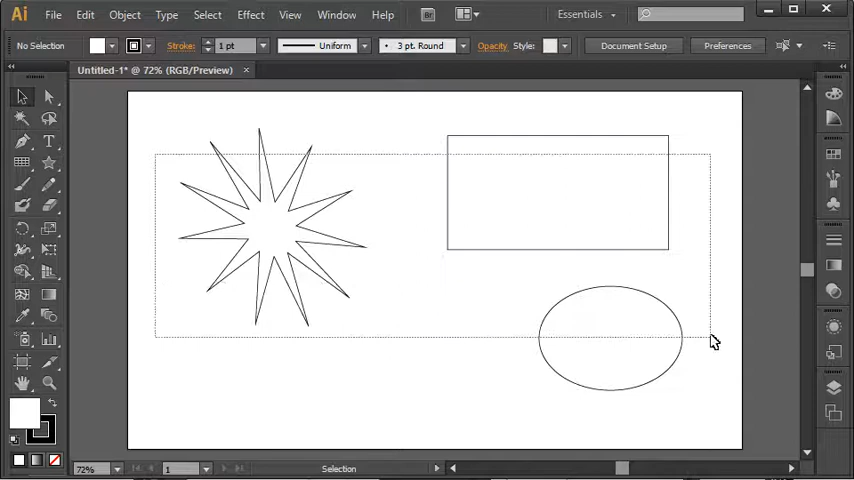 Ai File Edit Object Type Select Effect View Window Help Br Essentials
No Selection Stroke: 1 pt Uniform 3 pt. Round Opacity Style: Document Setup Preferences
Untitled-1* @ 72% (RGB/Preview) ×
T
72% 1 Selection